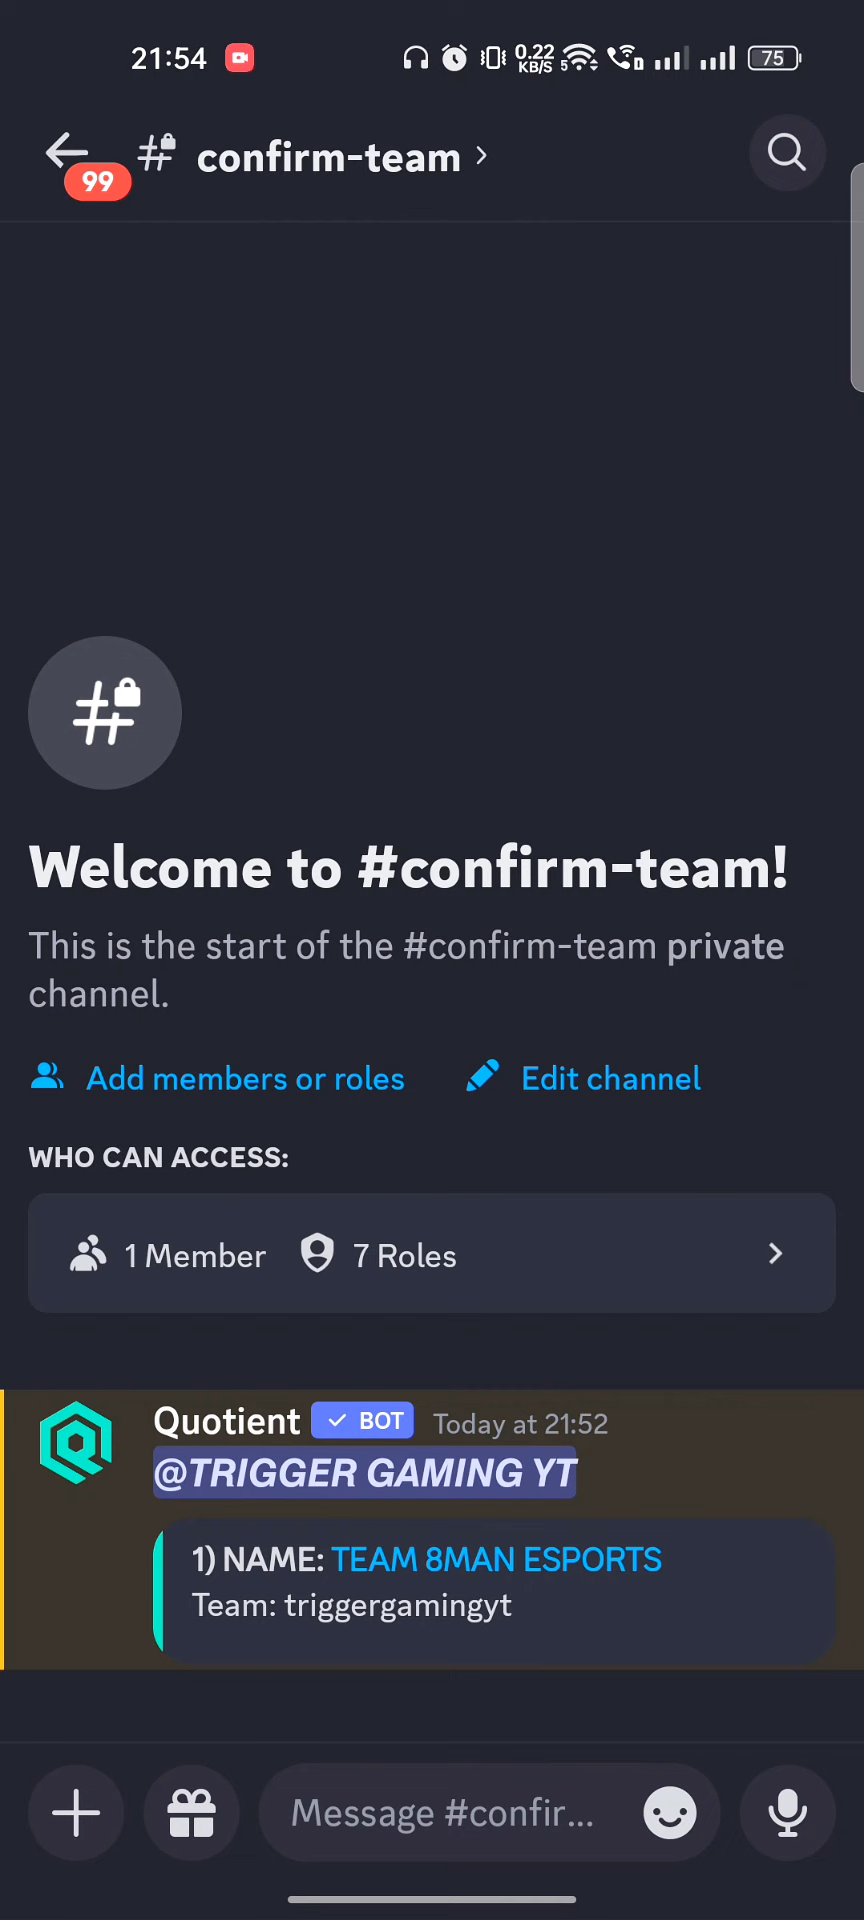 21:54 0.22 KB/S 5 75
99 confirm-team
Welcome to #confirm-team!
This is the start of the #confirm-team private
channel.
Add members or roles Edit channel
WHO CAN ACCESS:
1 Member 7 Roles
Quotient BOT Today at 21:52
@TRIGGER GAMING YT
1) NAME: TEAM 8MAN ESPORTS
Team: triggergamingyt
Message #confir...